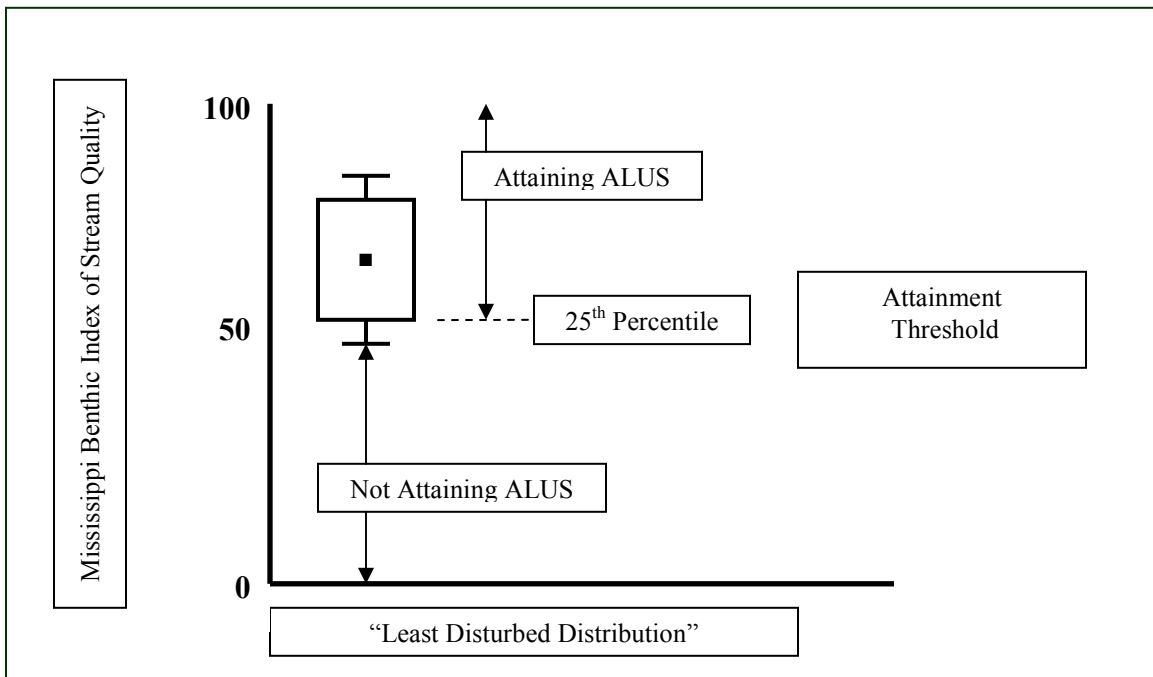 Mississippi Benthic Index of Stream Quality
100
50
0
Attaining ALUS
25th Percentile
Attainment
Threshold
Not Attaining ALUS
“Least Disturbed Distribution”